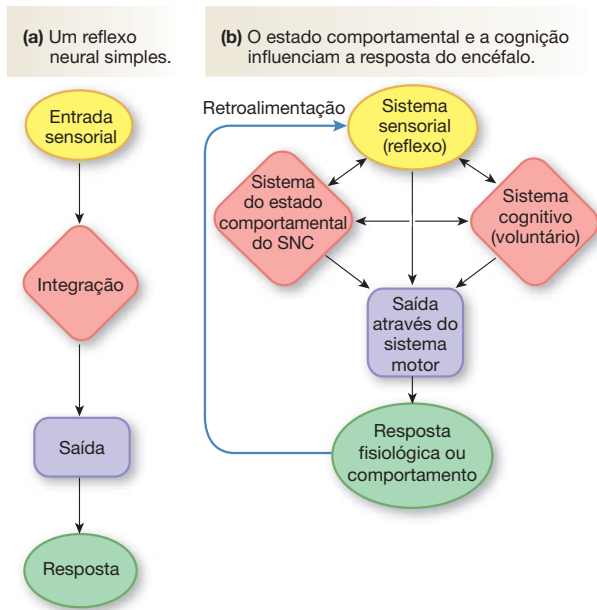 (a) Um reflexo
neural simples.
Entrada
sensorial
Integração
Saída
Resposta
(b) O estado comportamental e a cognição
influenciam a resposta do encéfalo.
Retroalimentação
Sistema
sensorial
(reflexo)
Sistema
do estado
comportamental
do SNC
Sistema
cognitivo
(voluntário)
Saída
através do
sistema
motor
Resposta
fisiológica ou
comportamento